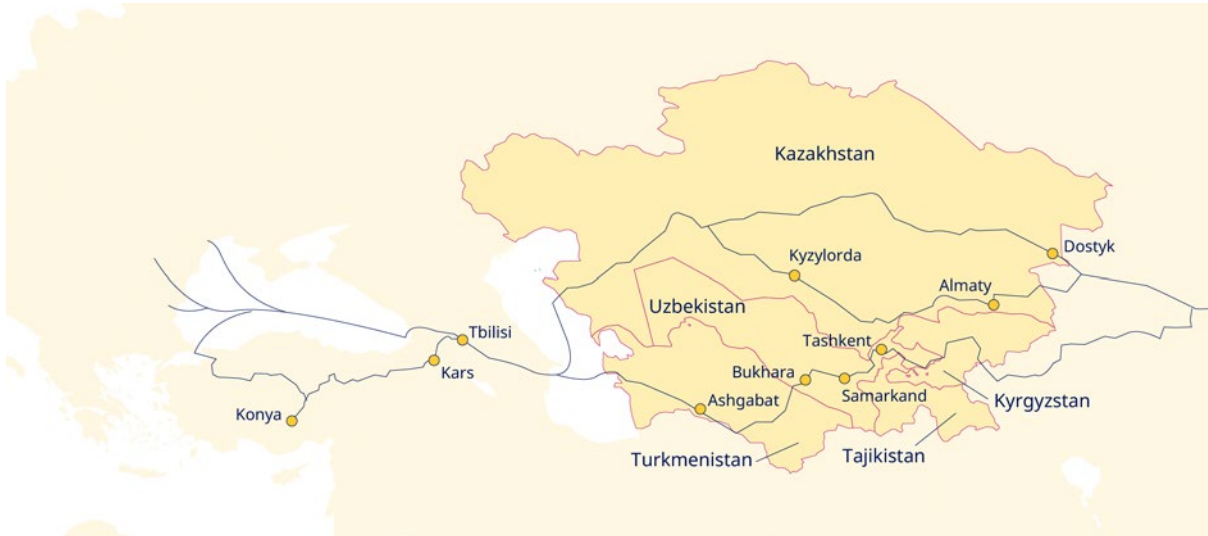 Kazakhstan
Dostyk
Kyzylorda
Almaty
Uzbekistan
Tbilisi
Tashkent
Kars
Bukhara
Samarkand
Kyrgyzstan
Ashgabat
Konya
Turkmenistan
Tajikistan